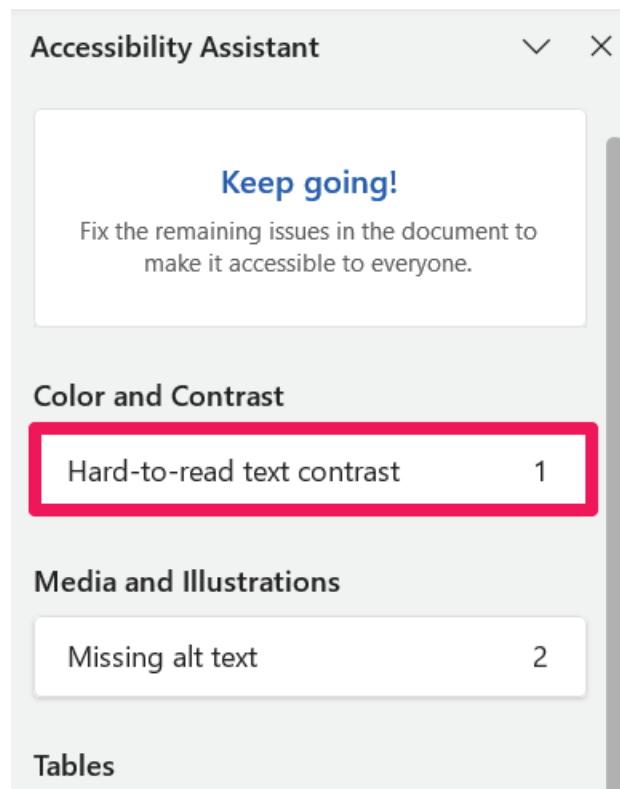 Accessibility Assistant
Keep going!
Fix the remaining issues in the document to
make it accessible to everyone.
Color and Contrast
Hard-to-read text contrast 1
Media and Illustrations
Missing alt text 2
Tables